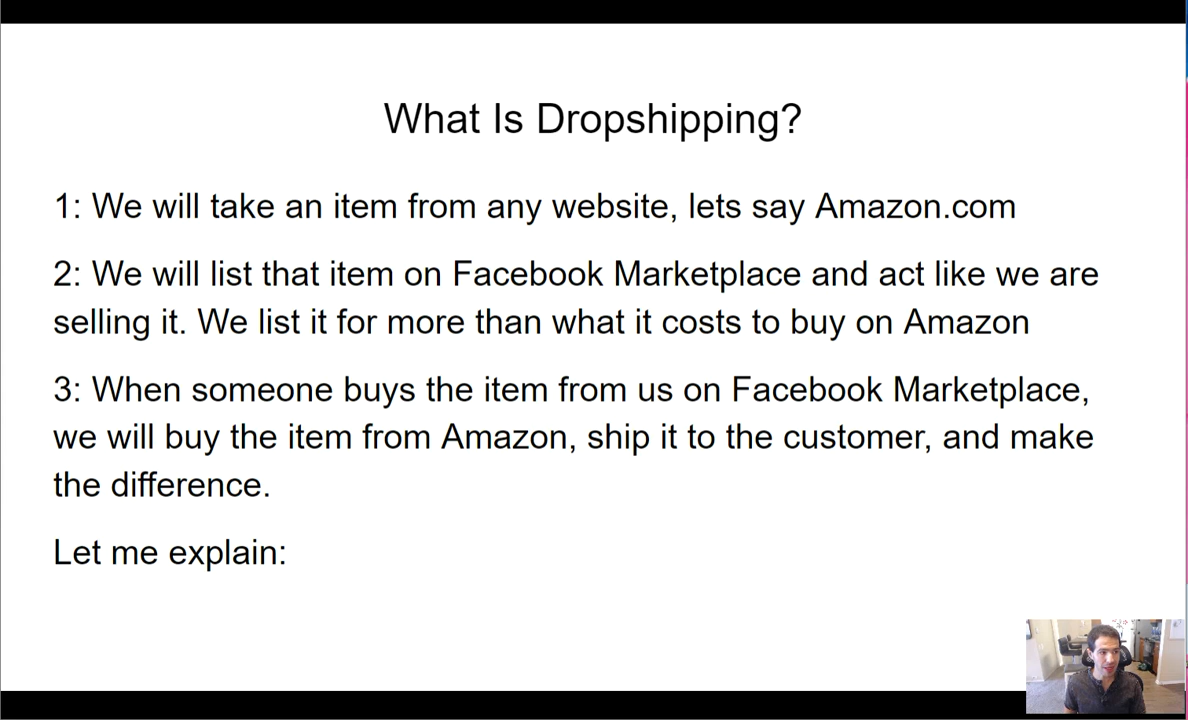 What Is Dropshipping?
1: We will take an item from any website, lets say Amazon.com
2: We will list that item on Facebook Marketplace and act like we are
selling it. We list it for more than what it costs to buy on Amazon
3: When someone buys the item from us on Facebook Marketplace,
we will buy the item from Amazon, ship it to the customer, and make
the difference.
Let me explain: